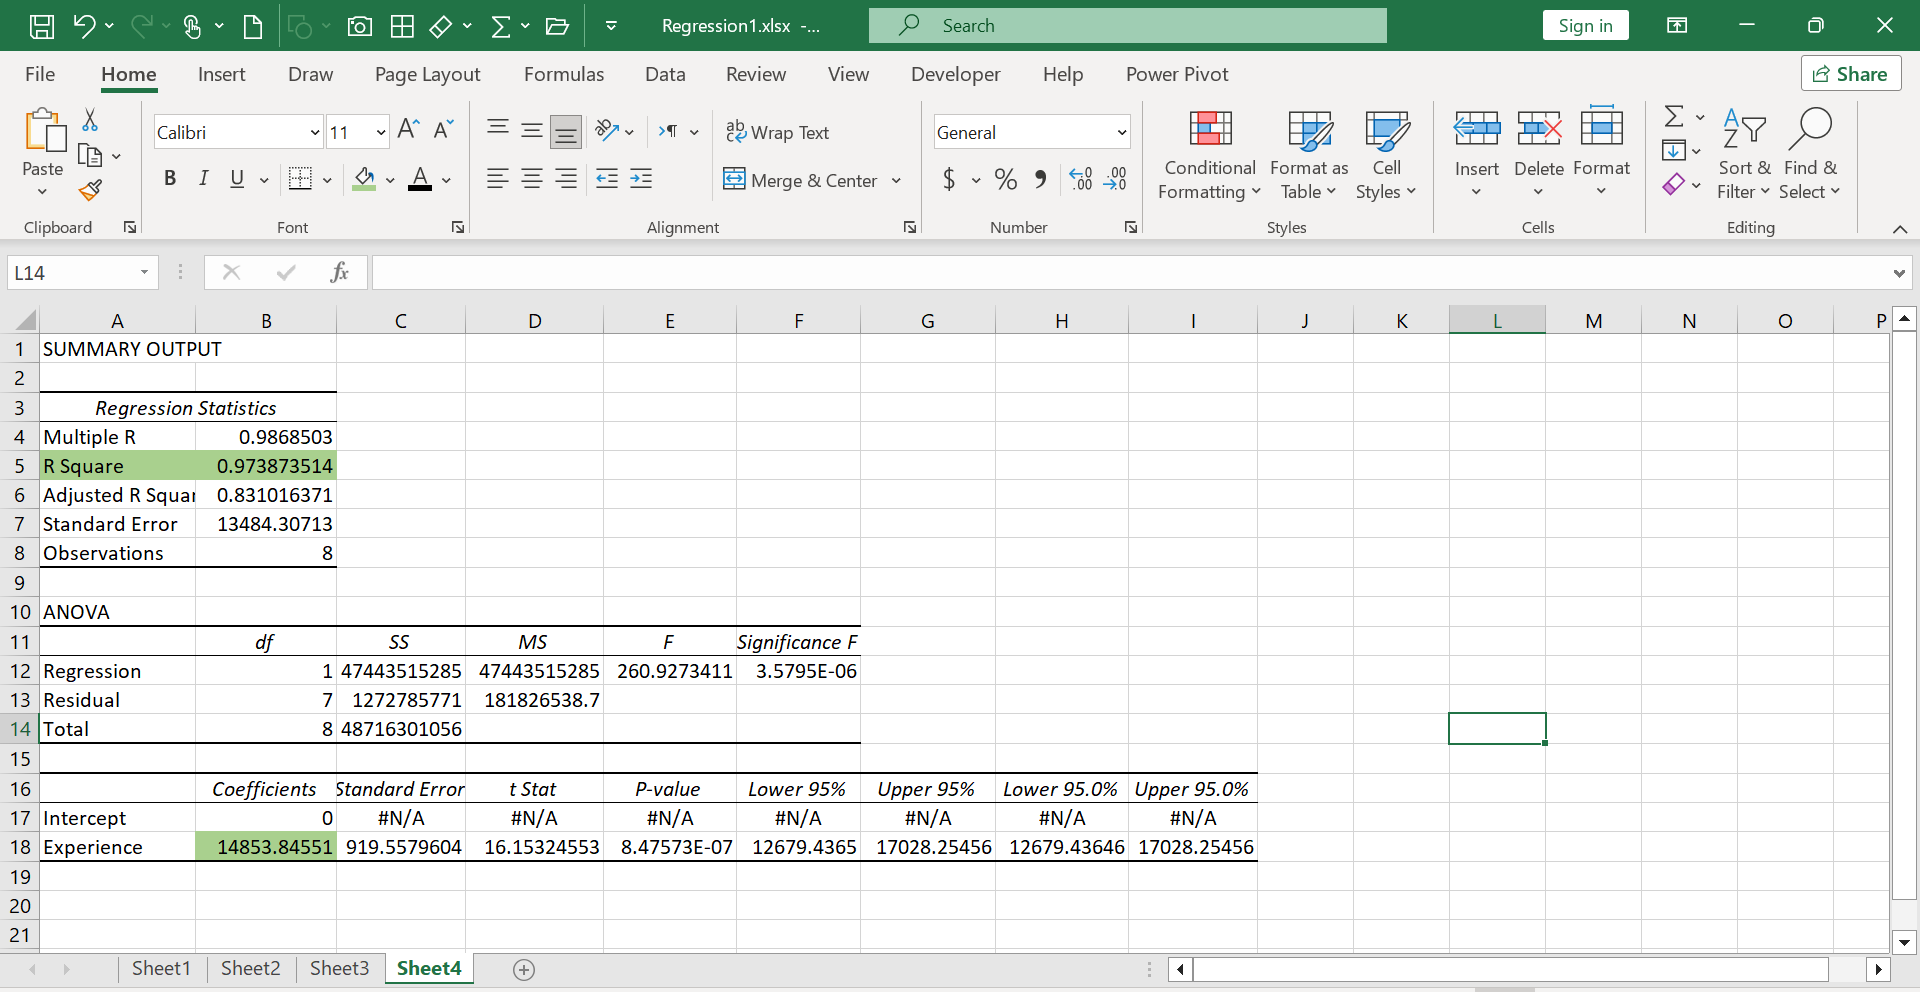 Regression1.xlsx -...
Search
Sign in
File Home Insert Draw Page Layout Formulas Data Review View Developer Help Power Pivot
Share
Calibri 11
Wrap Text
General
Paste
B I U
Merge & Center
$ % ,
Conditional Formatting
Format as Table
Cell Styles
Insert Delete Format
Sort & Filter
Find & Select
Clipboard Font Alignment Number Styles Cells Editing
L14 fx
A B C D E F G H I J K L M N O P
1 SUMMARY OUTPUT
2
3 Regression Statistics
4 Multiple R 0.9868503
5 R Square 0.973873514
6 Adjusted R Squar 0.831016371
7 Standard Error 13484.30713
8 Observations 8
9
10 ANOVA
11 df SS MS F Significance F
12 Regression 1 47443515285 47443515285 260.9273411 3.5795E-06
13 Residual 7 1272785771 181826538.7
14 Total 8 48716301056
15
16 Coefficients Standard Error t Stat P-value Lower 95% Upper 95% Lower 95.0% Upper 95.0%
17 Intercept 0 #N/A #N/A #N/A #N/A #N/A #N/A #N/A
18 Experience 14853.84551 919.5579604 16.15324553 8.47573E-07 12679.4365 17028.25456 12679.43646 17028.25456
19
20
21
Sheet1 Sheet2 Sheet3 Sheet4